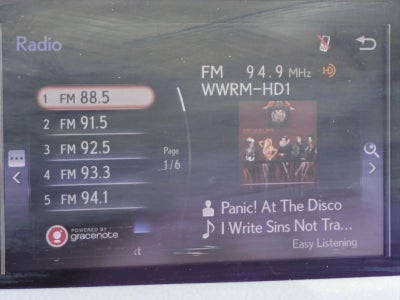 Radio
FM 94.9 MHz HD
WWRM-HD1
1 FM 88.5
2 FM 91.5
3 FM 92.5
4 FM 93.3
5 FM 94.1
Page
1/6
Panic! At The Disco
I Write Sins Not Tra...
Easy Listening
POWERED BY
gracenote
xt